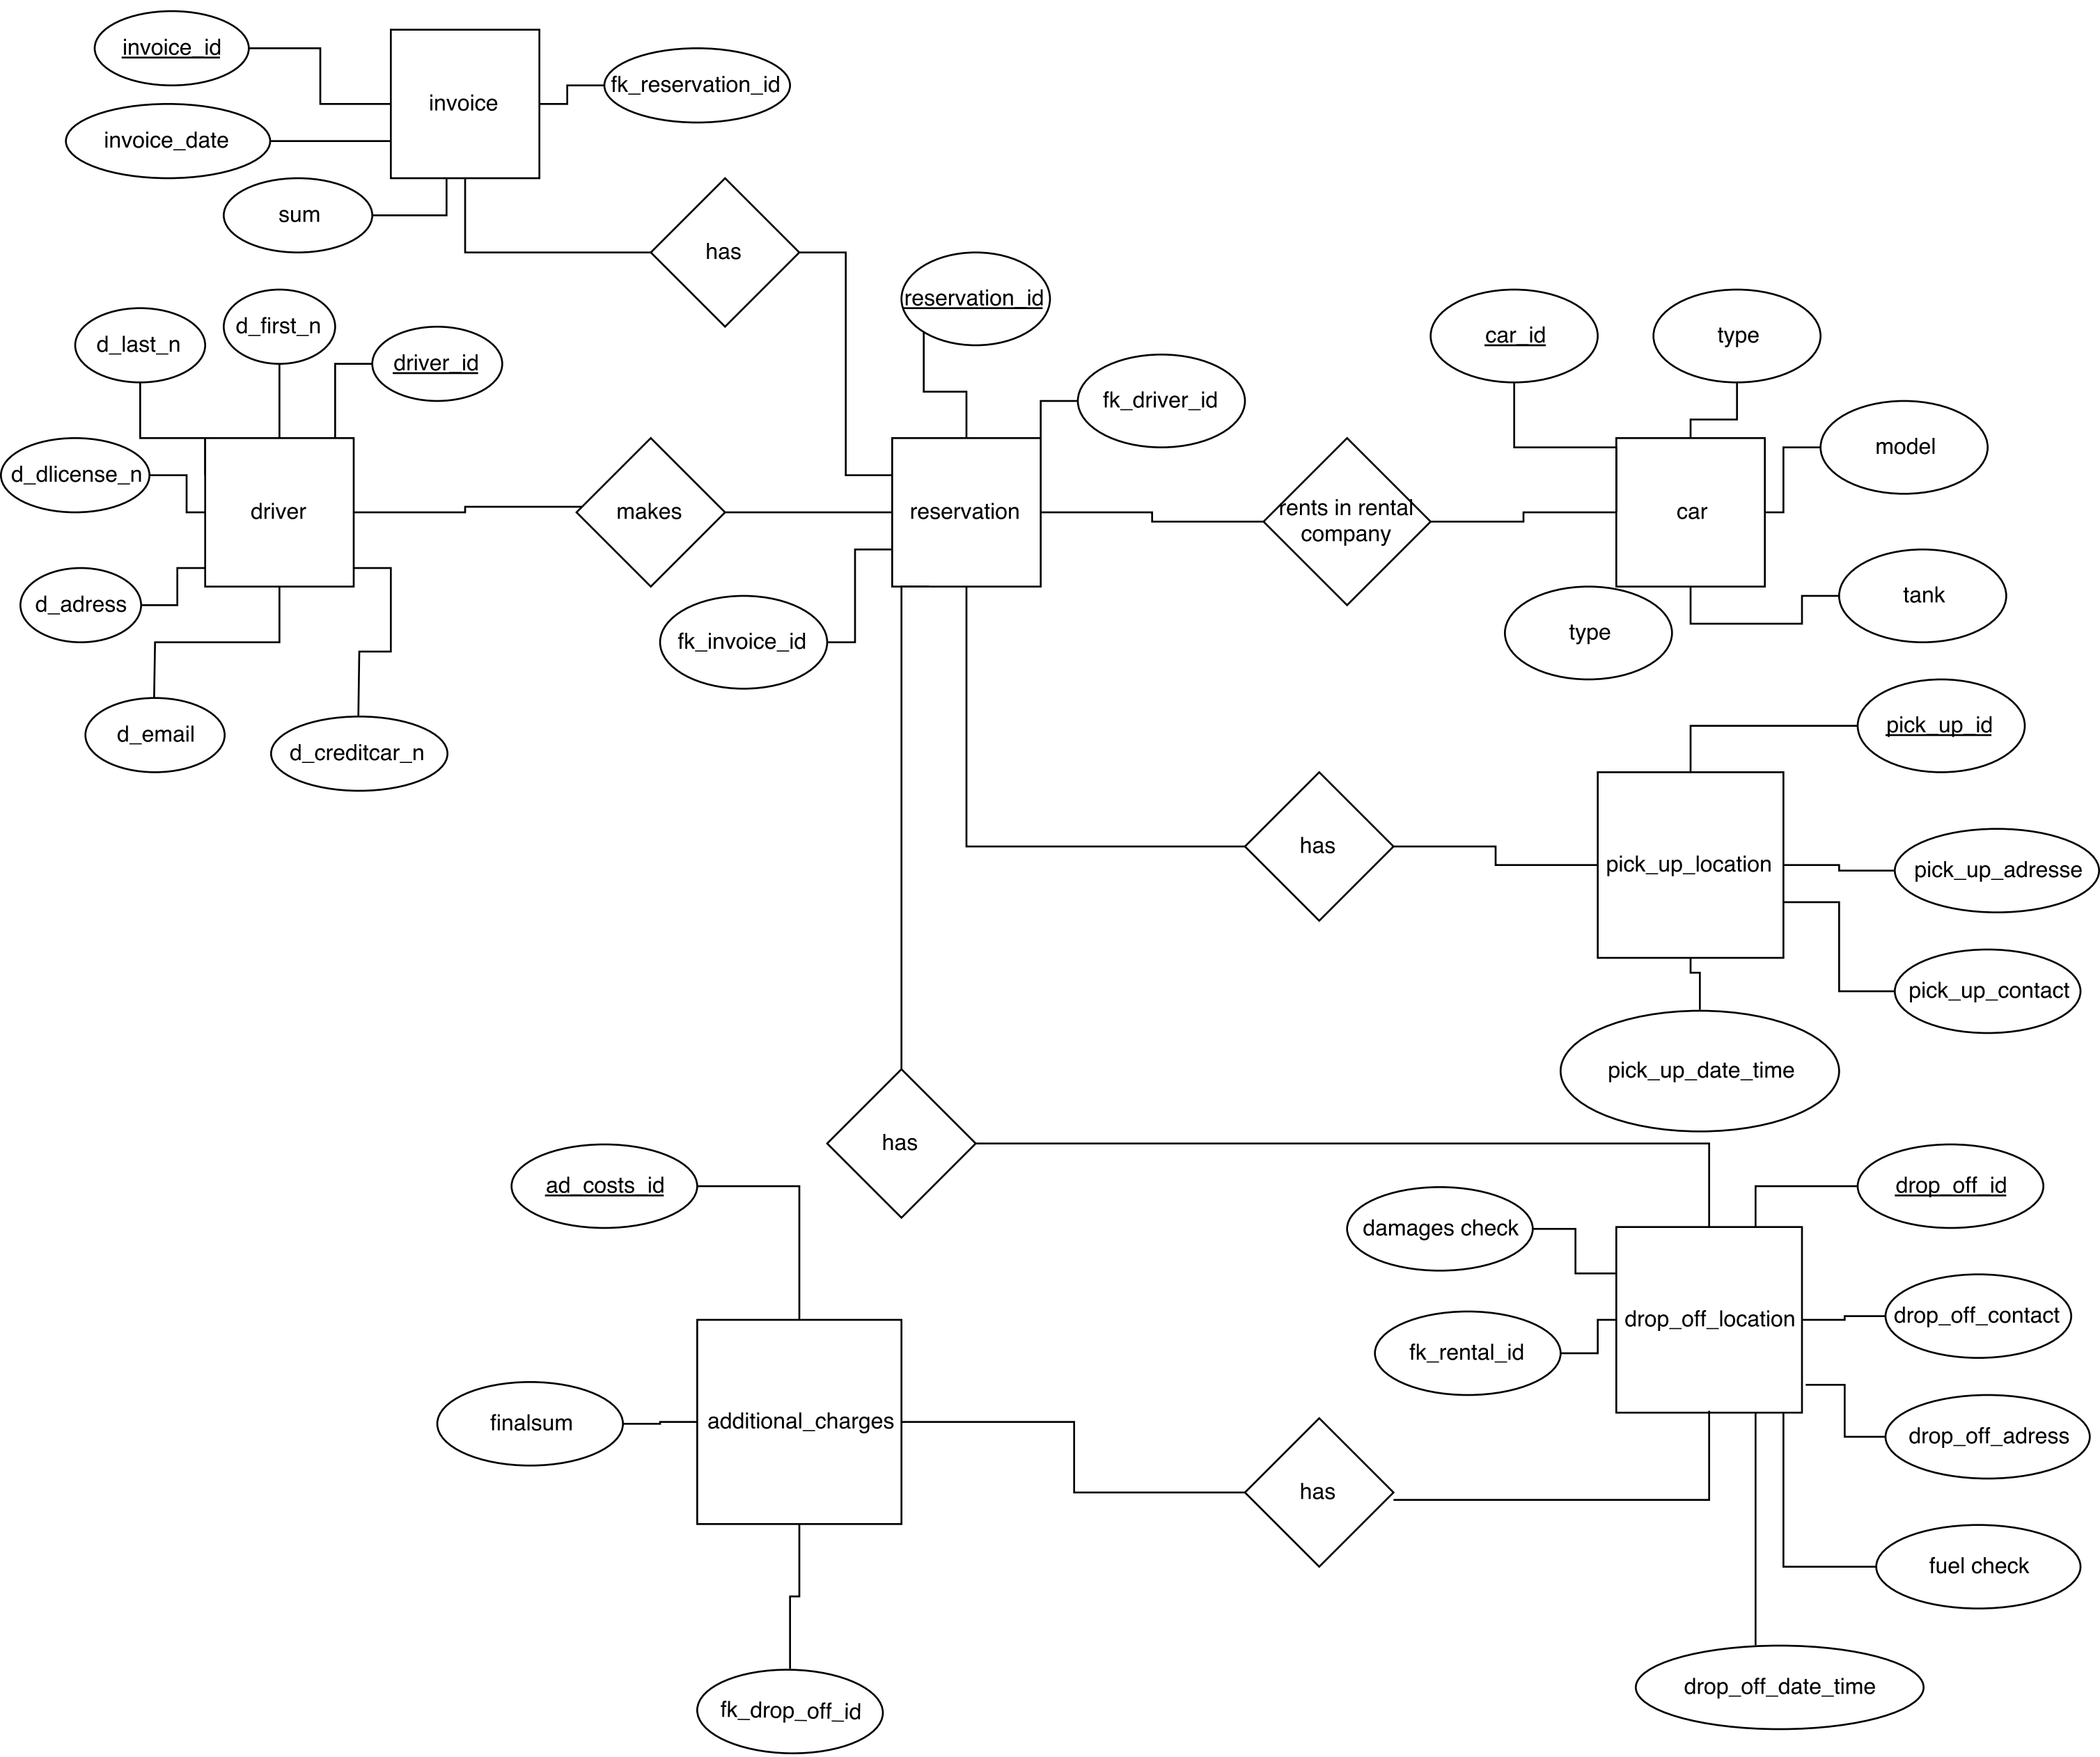 invoice_id
invoice
fk_reservation_id
invoice_date
sum
has
reservation_id
d_last_n
d_first_n
driver_id
car_id
type
fk_driver_id
model
d_dlicense_n
driver
makes
reservation
rents in rental
company
car
d_adress
fk_invoice_id
type
tank
d_email
d_creditcar_n
pick_up_id
has
pick_up_location
pick_up_adresse
pick_up_contact
pick_up_date_time
has
ad_costs_id
drop_off_id
damages check
drop_off_location
drop_off_contact
fk_rental_id
finalsum
additional_charges
drop_off_adress
has
fuel check
drop_off_date_time
fk_drop_off_id